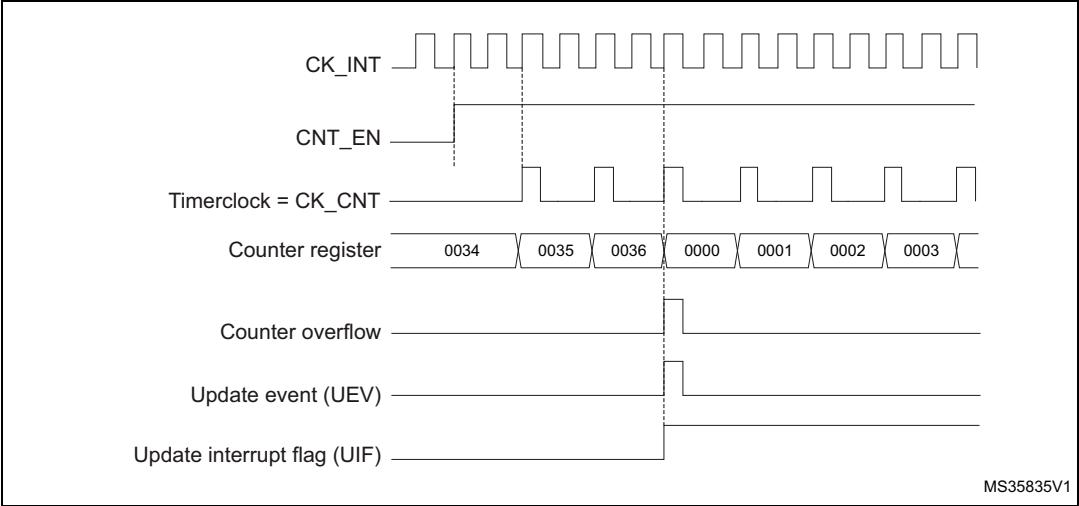 CK_INT
CNT_EN
Timerclock = CK_CNT
Counter register 0034 0035 0036 0000 0001 0002 0003
Counter overflow
Update event (UEV)
Update interrupt flag (UIF)
MS35835V1